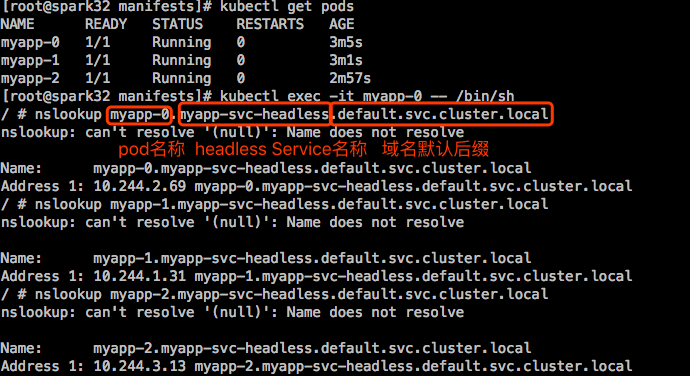 [root@spark32 manifests]# kubectl get pods
NAME READY STATUS RESTARTS AGE
myapp-0 1/1 Running 0 3m5s
myapp-1 1/1 Running 0 3m1s
myapp-2 1/1 Running 0 2m57s
[root@spark32 manifests]# kubectl exec -it myapp-0 -- /bin/sh
/ # nslookup myapp-0.myapp-svc-headless.default.svc.cluster.local
nslookup: can't resolve '(null)': Name does not resolve
pod名称 headless Service名称 域名默认后缀
Name: myapp-0.myapp-svc-headless.default.svc.cluster.local
Address 1: 10.244.2.69 myapp-0.myapp-svc-headless.default.svc.cluster.local
/ # nslookup myapp-1.myapp-svc-headless.default.svc.cluster.local
nslookup: can't resolve '(null)': Name does not resolve
Name: myapp-1.myapp-svc-headless.default.svc.cluster.local
Address 1: 10.244.1.31 myapp-1.myapp-svc-headless.default.svc.cluster.local
/ # nslookup myapp-2.myapp-svc-headless.default.svc.cluster.local
nslookup: can't resolve '(null)': Name does not resolve
Name: myapp-2.myapp-svc-headless.default.svc.cluster.local
Address 1: 10.244.3.13 myapp-2.myapp-svc-headless.default.svc.cluster.local